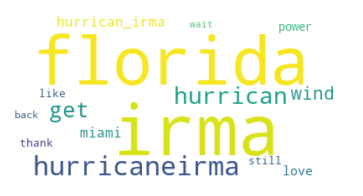 hurrican_irma wait power
florida
like hurrican wind
get
back miami irma
thank hurricaneirma still love